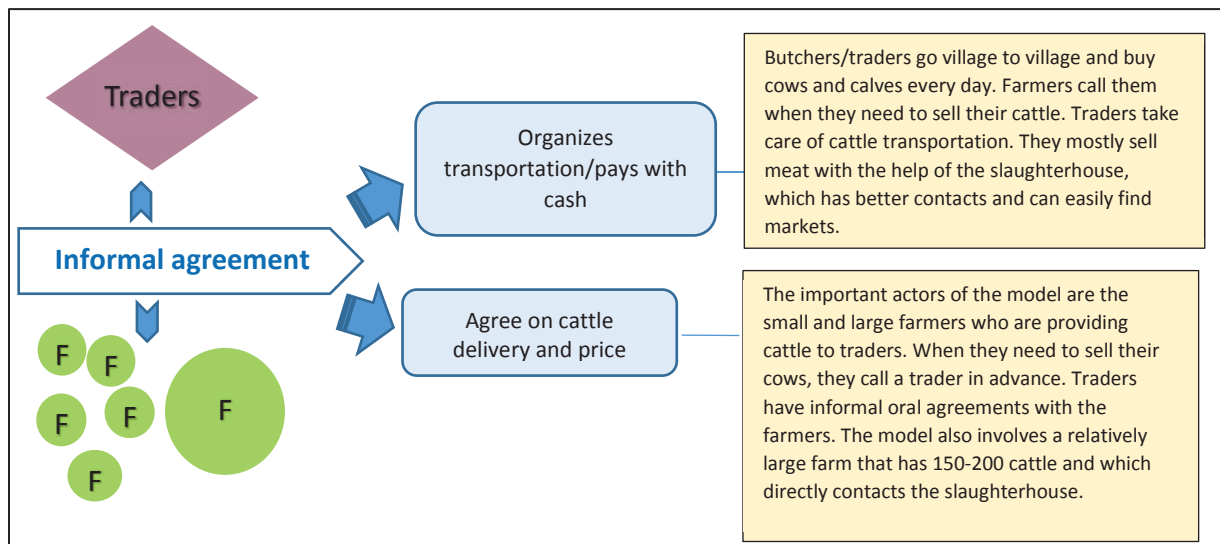 Traders
Informal agreement
F
F
F
F
F
F
Organizes
transportation/pays with
cash
Agree on cattle
delivery and price
Butchers/traders go village to village and buy
cows and calves every day. Farmers call them
when they need to sell their cattle. Traders take
care of cattle transportation. They mostly sell
meat with the help of the slaughterhouse,
which has better contacts and can easily find
markets.
The important actors of the model are the
small and large farmers who are providing
cattle to traders. When they need to sell their
cows, they call a trader in advance. Traders
have informal oral agreements with the
farmers. The model also involves a relatively
large farm that has 150-200 cattle and which
directly contacts the slaughterhouse.